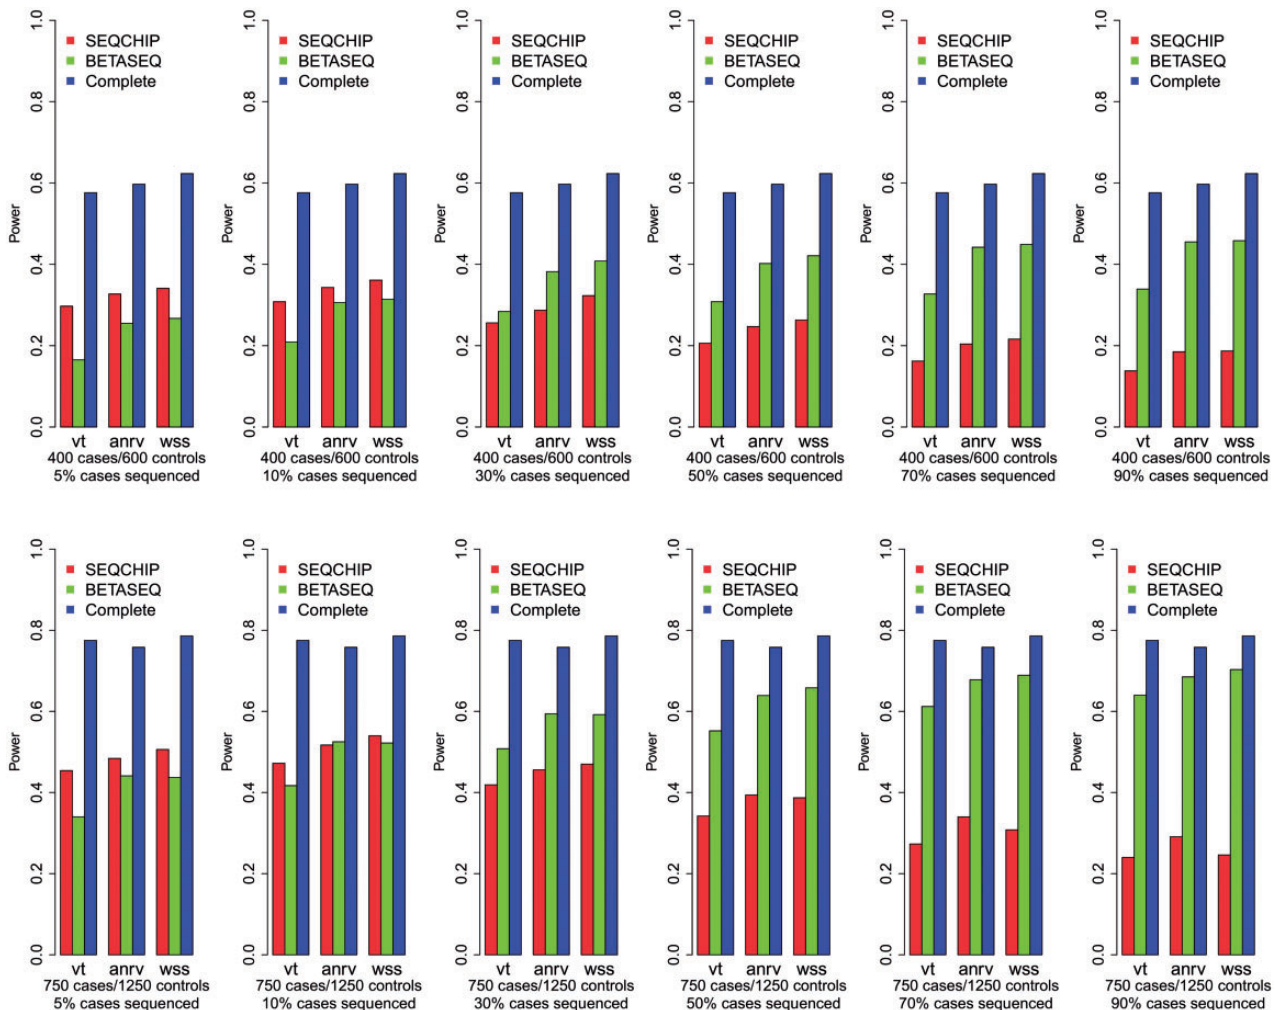 1.0
0.8
0.6
0.4
0.2
0.0
Power
SEQCHIP
BETASEQ
Complete
vt anrv wss
400 cases/600 controls
5% cases sequenced
1.0
0.8
0.6
0.4
0.2
0.0
Power
SEQCHIP
BETASEQ
Complete
vt anrv wss
400 cases/600 controls
10% cases sequenced
1.0
0.8
0.6
0.4
0.2
0.0
Power
SEQCHIP
BETASEQ
Complete
vt anrv wss
400 cases/600 controls
30% cases sequenced
1.0
0.8
0.6
0.4
0.2
0.0
Power
SEQCHIP
BETASEQ
Complete
vt anrv wss
400 cases/600 controls
50% cases sequenced
1.0
0.8
0.6
0.4
0.2
0.0
Power
SEQCHIP
BETASEQ
Complete
vt anrv wss
400 cases/600 controls
70% cases sequenced
1.0
0.8
0.6
0.4
0.2
0.0
Power
SEQCHIP
BETASEQ
Complete
vt anrv wss
400 cases/600 controls
90% cases sequenced
1.0
0.8
0.6
0.4
0.2
0.0
Power
SEQCHIP
BETASEQ
Complete
vt anrv wss
750 cases/1250 controls
5% cases sequenced
1.0
0.8
0.6
0.4
0.2
0.0
Power
SEQCHIP
BETASEQ
Complete
vt anrv wss
750 cases/1250 controls
10% cases sequenced
1.0
0.8
0.6
0.4
0.2
0.0
Power
SEQCHIP
BETASEQ
Complete
vt anrv wss
750 cases/1250 controls
30% cases sequenced
1.0
0.8
0.6
0.4
0.2
0.0
Power
SEQCHIP
BETASEQ
Complete
vt anrv wss
750 cases/1250 controls
50% cases sequenced
1.0
0.8
0.6
0.4
0.2
0.0
Power
SEQCHIP
BETASEQ
Complete
vt anrv wss
750 cases/1250 controls
70% cases sequenced
1.0
0.8
0.6
0.4
0.2
0.0
Power
SEQCHIP
BETASEQ
Complete
vt anrv wss
750 cases/1250 controls
90% cases sequenced